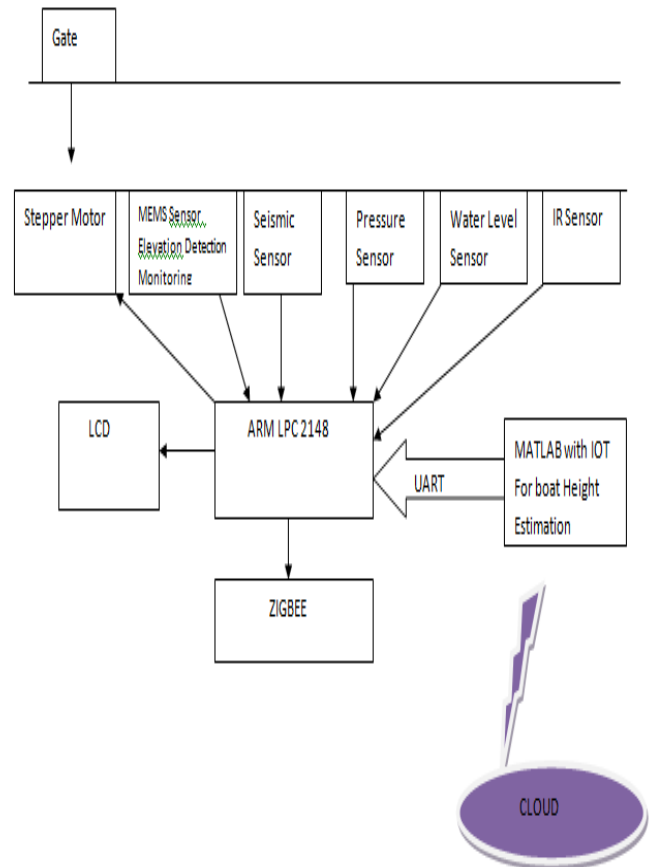 Gate
Stepper Motor
MEMS Sensor
Elevation Detection
Monitoring
Seismic
Sensor
Pressure
Sensor
Water Level
Sensor
IR Sensor
LCD
ARM LPC 2148
UART
MATLAB with IOT
For boat Height
Estimation
ZIGBEE
CLOUD